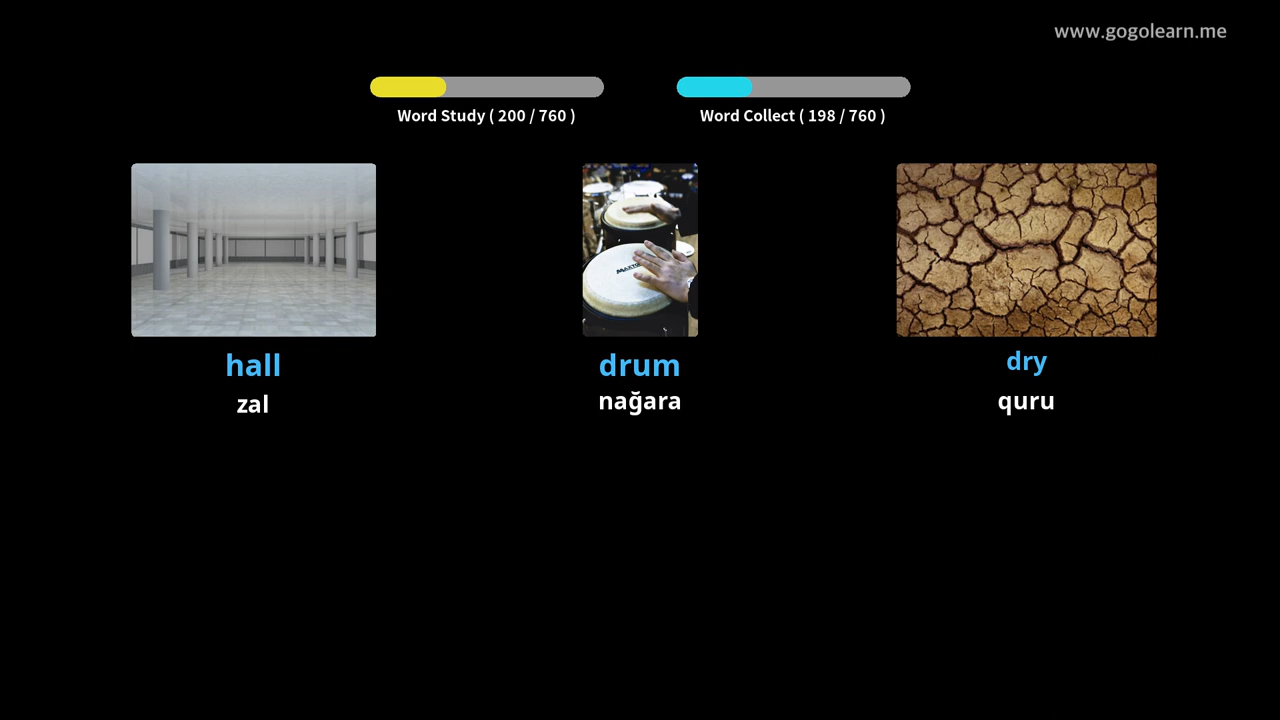 www.gogolearn.me
Word Study ( 200 / 760 )
Word Collect ( 198 / 760 )
hall
drum
dry
zal
nağara
quru